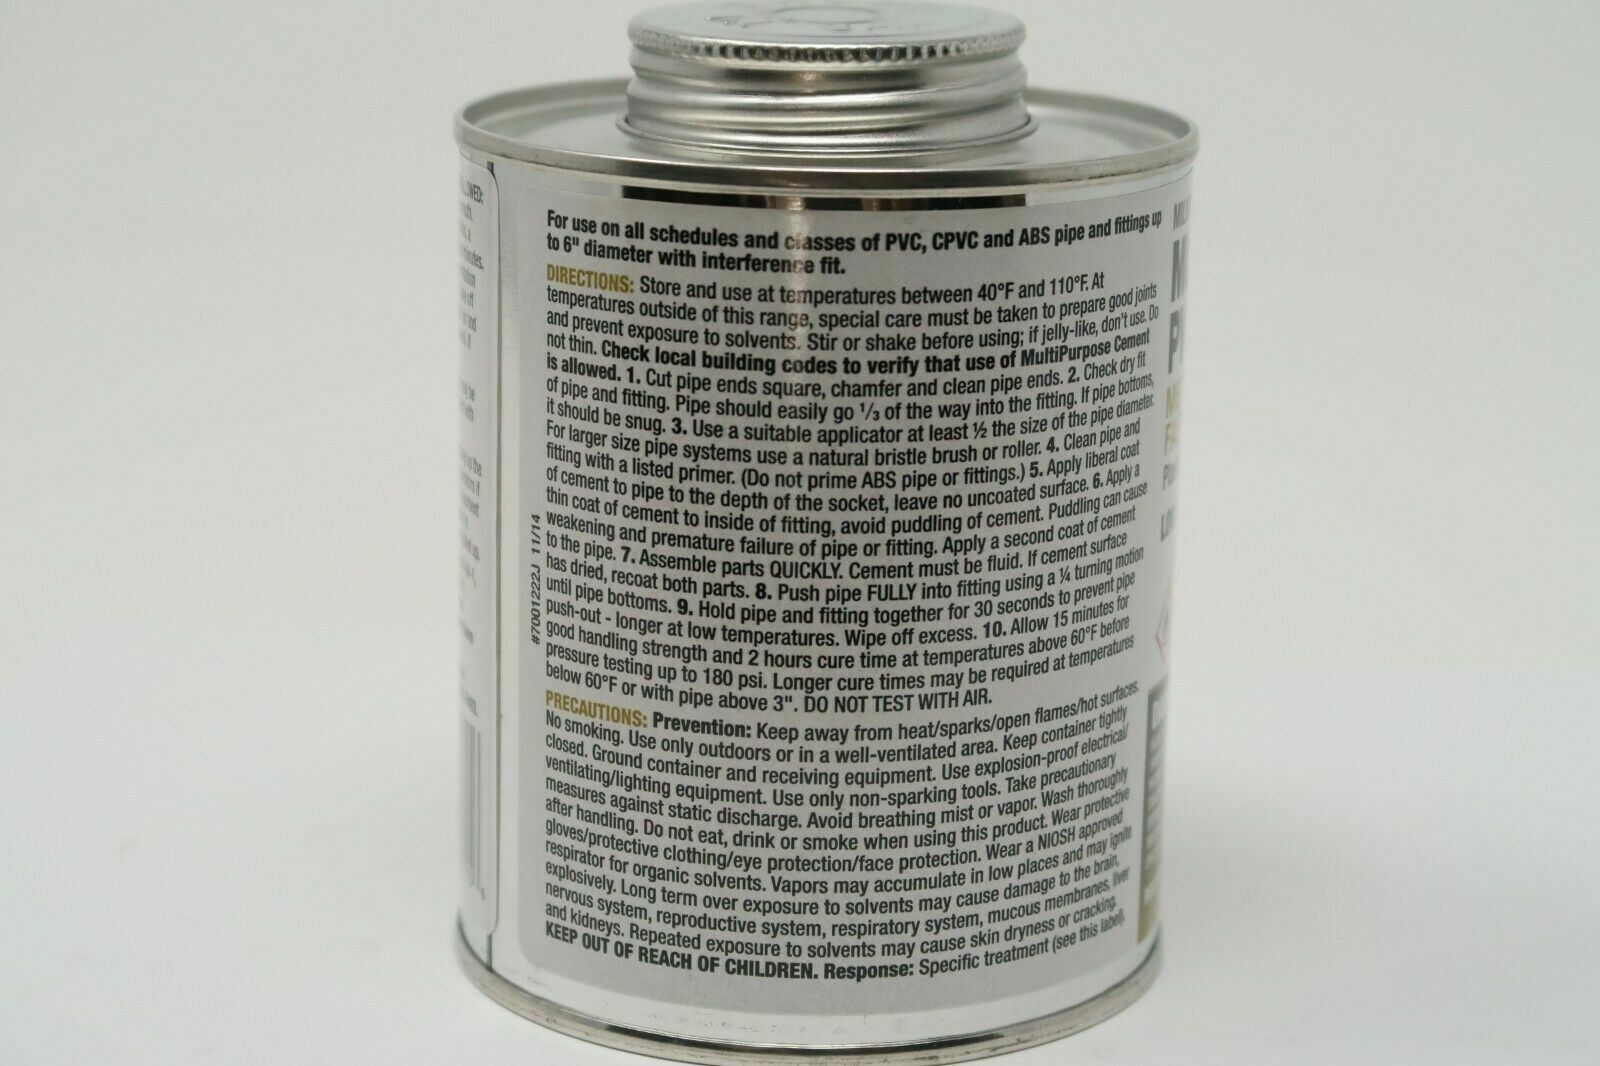 For use on all schedules and classes of PVC, CPVC and ABS pipe and fittings up
to 6" diameter with interference fit.
DIRECTIONS: Store and use at temperatures between 40°F and 110°F. At
temperatures outside of this range, special care must be taken to prepare good joints
and prevent exposure to solvents. Stir or shake before using; if jelly-like, don't use. Do
not thin. Check local building codes to verify that use of MultiPurpose Cement
is allowed. 1. Cut pipe ends square, chamfer and clean pipe ends. 2. Check dry fit
of pipe and fitting. Pipe should easily go 1/3 of the way into the fitting. If pipe bottoms,
it should be snug. 3. Use a suitable applicator at least ½ the size of the pipe diameter.
For larger size pipe systems use a natural bristle brush or roller. 4. Clean pipe and
fitting with a listed primer. (Do not prime ABS pipe or fittings.) 5. Apply liberal coat
of cement to pipe to the depth of the socket, leave no uncoated surface. 6. Apply a
thin coat of cement to inside of fitting, avoid puddling of cement. Puddling can cause
weakening and premature failure of pipe or fitting. Apply a second coat of cement
to the pipe. 7. Assemble parts QUICKLY. Cement must be fluid. If cement surface
has dried, recoat both parts. 8. Push pipe FULLY into fitting using a ¼ turning motion
until pipe bottoms. 9. Hold pipe and fitting together for 30 seconds to prevent pipe
push-out - longer at low temperatures. Wipe off excess. 10. Allow 15 minutes for
good handling strength and 2 hours cure time at temperatures above 60°F before
pressure testing up to 180 psi. Longer cure times may be required at temperatures
below 60°F or with pipe above 3". DO NOT TEST WITH AIR.
PRECAUTIONS: Prevention: Keep away from heat/sparks/open flames/hot surfaces.
No smoking. Use only outdoors or in a well-ventilated area. Keep container tightly
closed. Ground container and receiving equipment. Use explosion-proof electrical/
ventilating/lighting equipment. Use only non-sparking tools. Take precautionary
measures against static discharge. Avoid breathing mist or vapor. Wash thoroughly
after handling. Do not eat, drink or smoke when using this product. Wear protective
gloves/protective clothing/eye protection/face protection. Wear a NIOSH approved
respirator for organic solvents. Vapors may accumulate in low places and may ignite
explosively. Long term over exposure to solvents may cause damage to the brain,
nervous system, reproductive system, respiratory system, mucous membranes, liver
and kidneys. Repeated exposure to solvents may cause skin dryness or cracking.
KEEP OUT OF REACH OF CHILDREN. Response: Specific treatment (see this label).
#7001222J 11/14